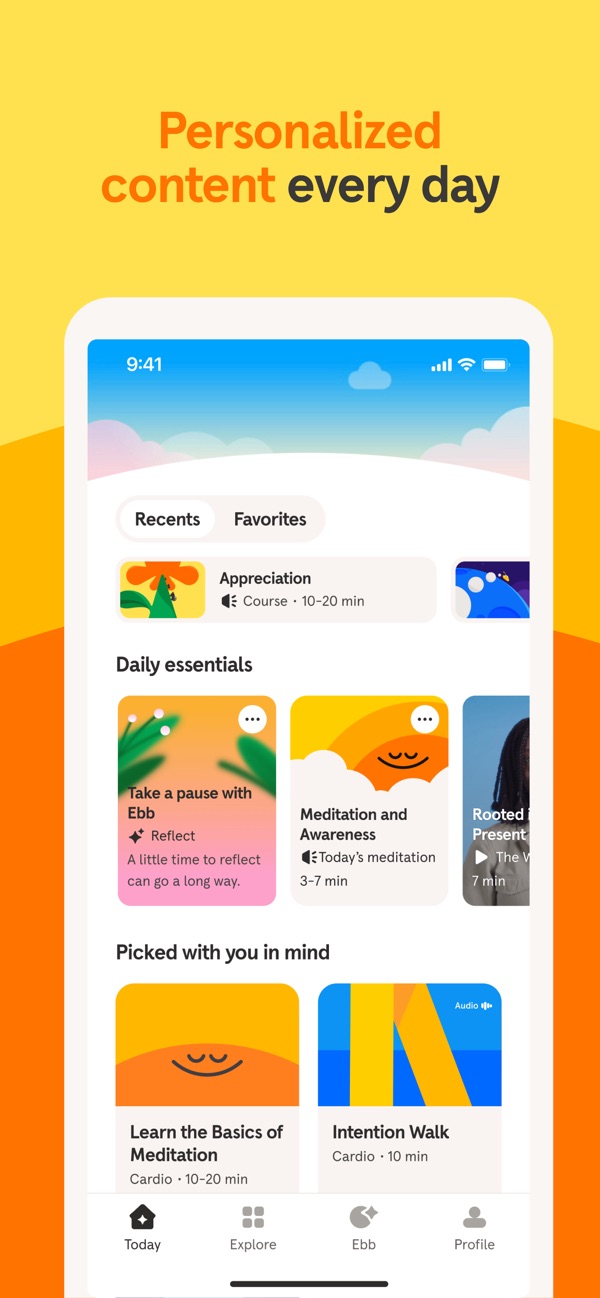 Personalized
content every day
9:41
Recents
Favorites
Appreciation
Course · 10-20 min
Daily essentials
Take a pause with
Ebb
Reflect
A little time to reflect
can go a long way.
Meditation and
Awareness
Today's meditation
3-7 min
Rooted
Present
The
7 min
Picked with you in mind
Learn the Basics of
Meditation
Cardio · 10-20 min
Audio
Intention Walk
Cardio · 10 min
Today
Explore
Ebb
Profile